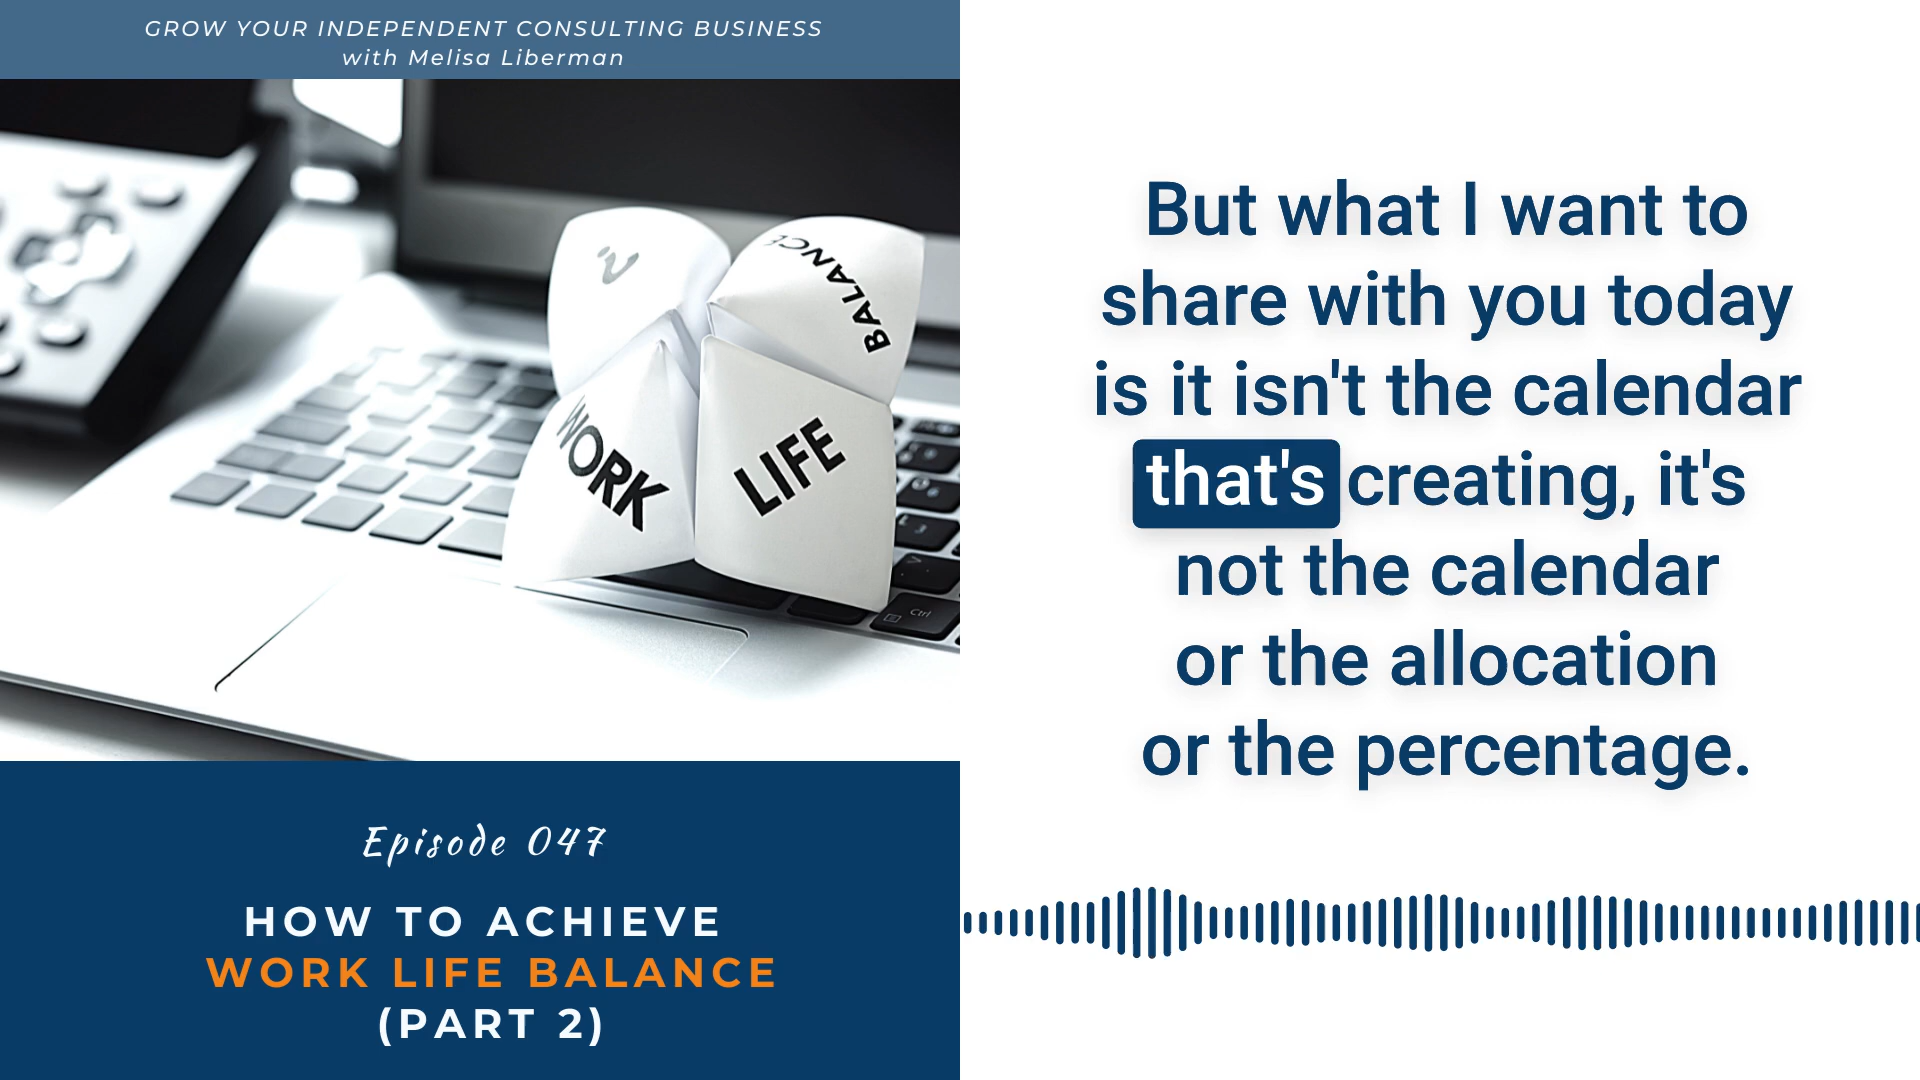 GROW YOUR INDEPENDENT CONSULTING BUSINESS
with Melisa Liberman
BALANCE
WORK
LIFE
Ctrl
Episode 047
HOW TO ACHIEVE
WORK LIFE BALANCE
(PART 2)
But what I want to
share with you today
is it isn't the calendar
that's creating, it's
not the calendar
or the allocation
or the percentage.